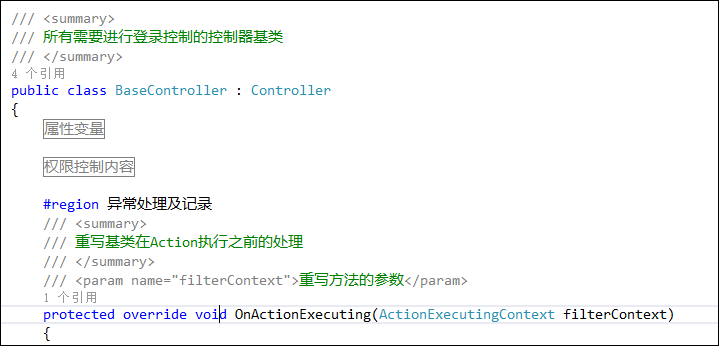 /// <summary>
/// 所有需要进行登录控制的控制器基类
/// </summary>
4 个引用
public class BaseController : Controller
{
属性变量
权限控制内容
#region 异常处理及记录
/// <summary>
/// 重写基类在Action执行之前的处理
/// </summary>
/// <param name="filterContext">重写方法的参数</param>
1 个引用
protected override void OnActionExecuting(ActionExecutingContext filterContext)
{